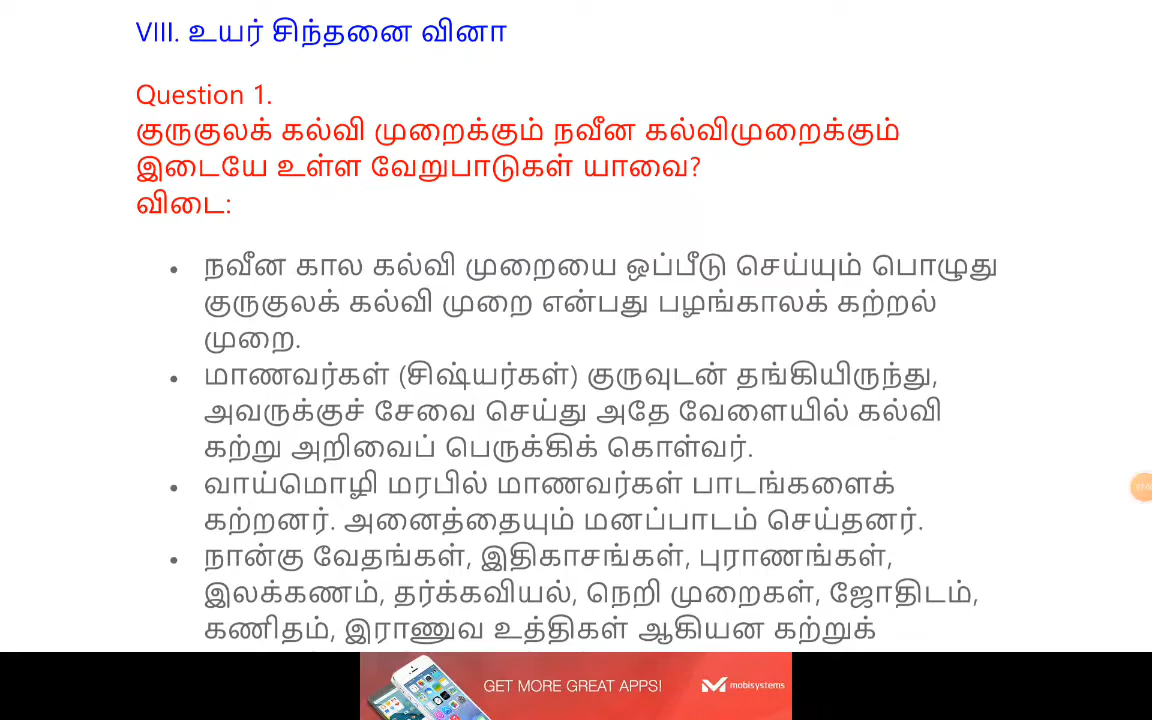 VIII. உயர் சிந்தனை வினா
Question 1.
குருகுலக் கல்வி முறைக்கும் நவீன கல்விமுறைக்கும்
இடையே உள்ள வேறுபாடுகள் யாவை?
விடை:
• நவீன கால கல்வி முறையை ஒப்பீடு செய்யும் பொழுது
குருகுலக் கல்வி முறை என்பது பழங்காலக் கற்றல்
முறை.
• மாணவர்கள் (சிஷ்யர்கள்) குருவுடன் தங்கியிருந்து,
அவருக்குச் சேவை செய்து அதே வேளையில் கல்வி
கற்று அறிவைப் பெருக்கிக் கொள்வர்.
• வாய்மொழி மரபில் மாணவர்கள் பாடங்களைக்
கற்றனர். அனைத்தையும் மனப்பாடம் செய்தனர்.
• நான்கு வேதங்கள், இதிகாசங்கள், புராணங்கள்,
இலக்கணம், தர்க்கவியல், நெறி முறைகள், ஜோதிடம்,
கணிதம், இராணுவ உத்திகள் ஆகியன கற்றுக்
GET MORE GREAT APPS!
mobisystems